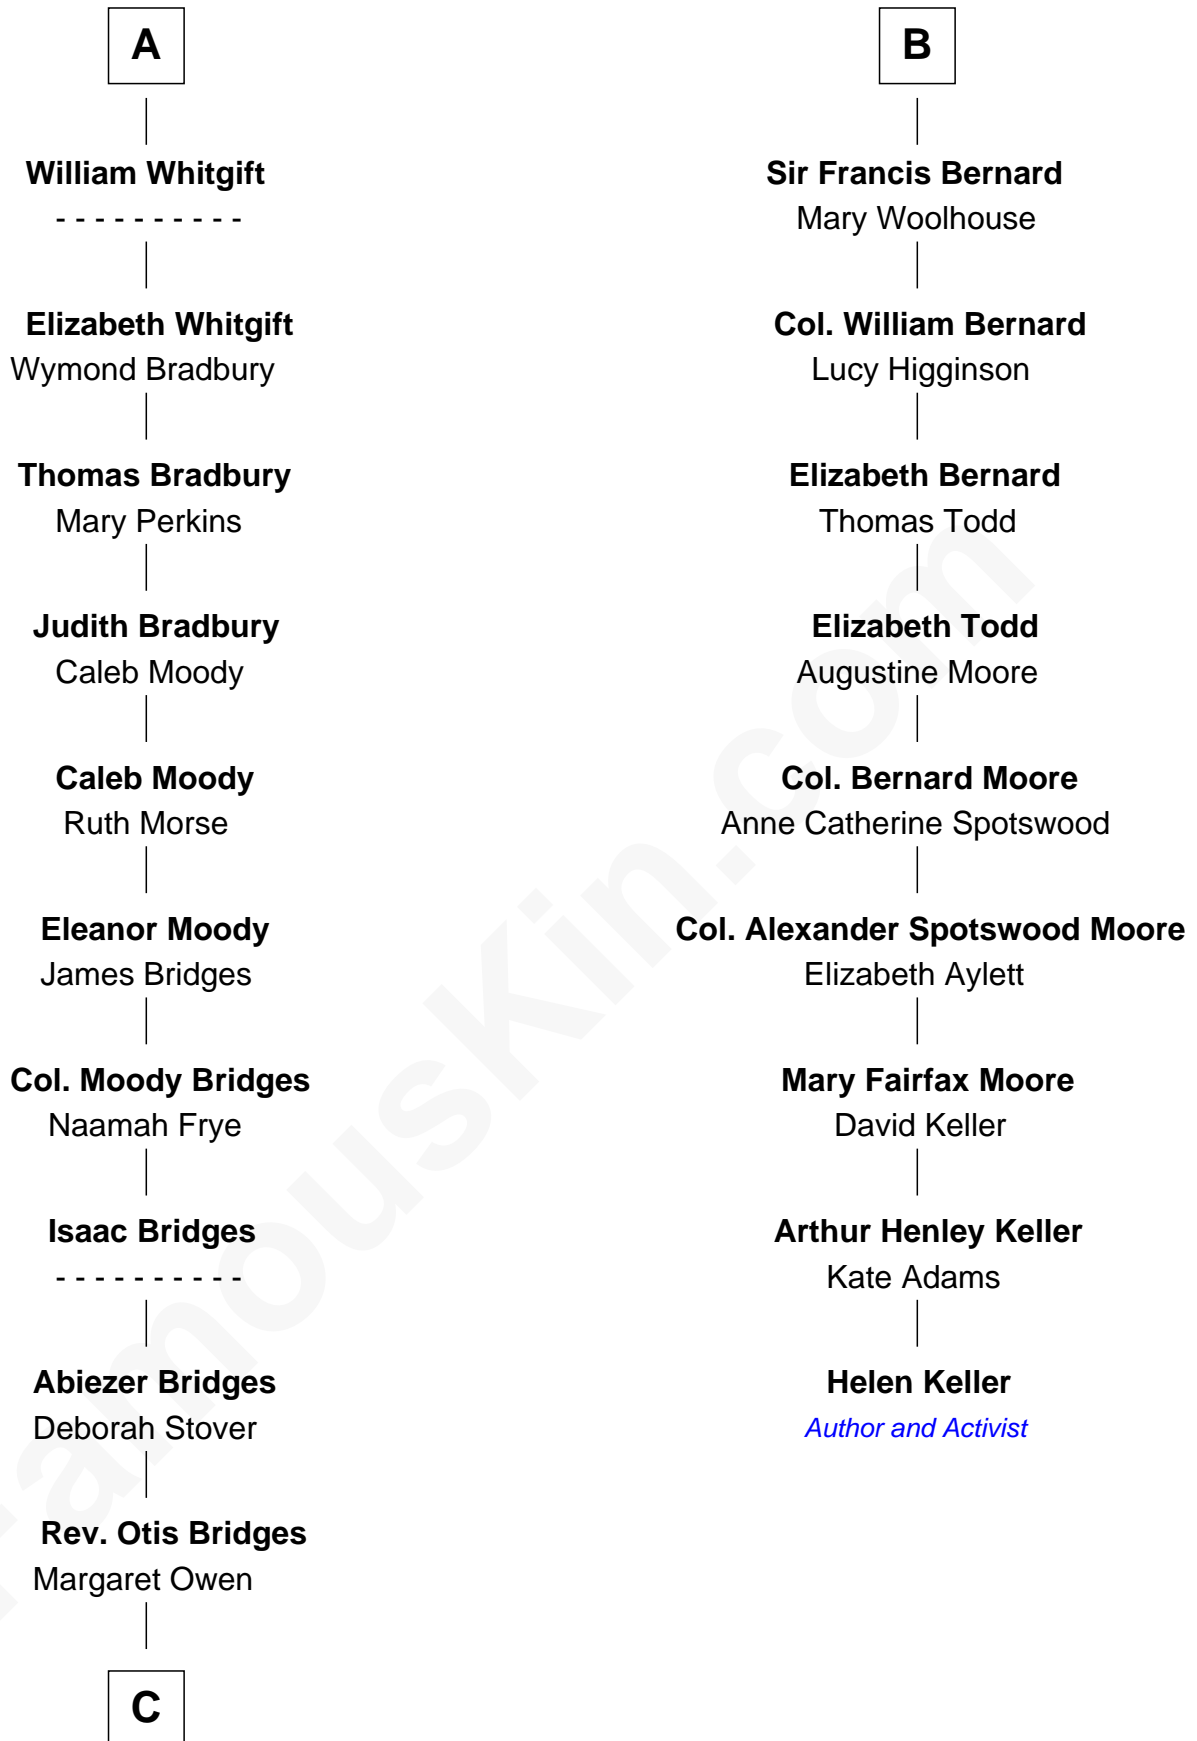 A
William Whitgift
- - - - - - - - - -
Elizabeth Whitgift
Wymond Bradbury
Thomas Bradbury
Mary Perkins
Judith Bradbury
Caleb Moody
Caleb Moody
Ruth Morse
Eleanor Moody
James Bridges
Col. Moody Bridges
Naamah Frye
Isaac Bridges
- - - - - - - - - -
Abiezer Bridges
Deborah Stover
Rev. Otis Bridges
Margaret Owen
C
B
Sir Francis Bernard
Mary Woolhouse
Col. William Bernard
Lucy Higginson
Elizabeth Bernard
Thomas Todd
Elizabeth Todd
Augustine Moore
Col. Bernard Moore
Anne Catherine Spotswood
Col. Alexander Spotswood Moore
Elizabeth Aylett
Mary Fairfax Moore
David Keller
Arthur Henley Keller
Kate Adams
Helen Keller
Author and Activist
FamousKin.com